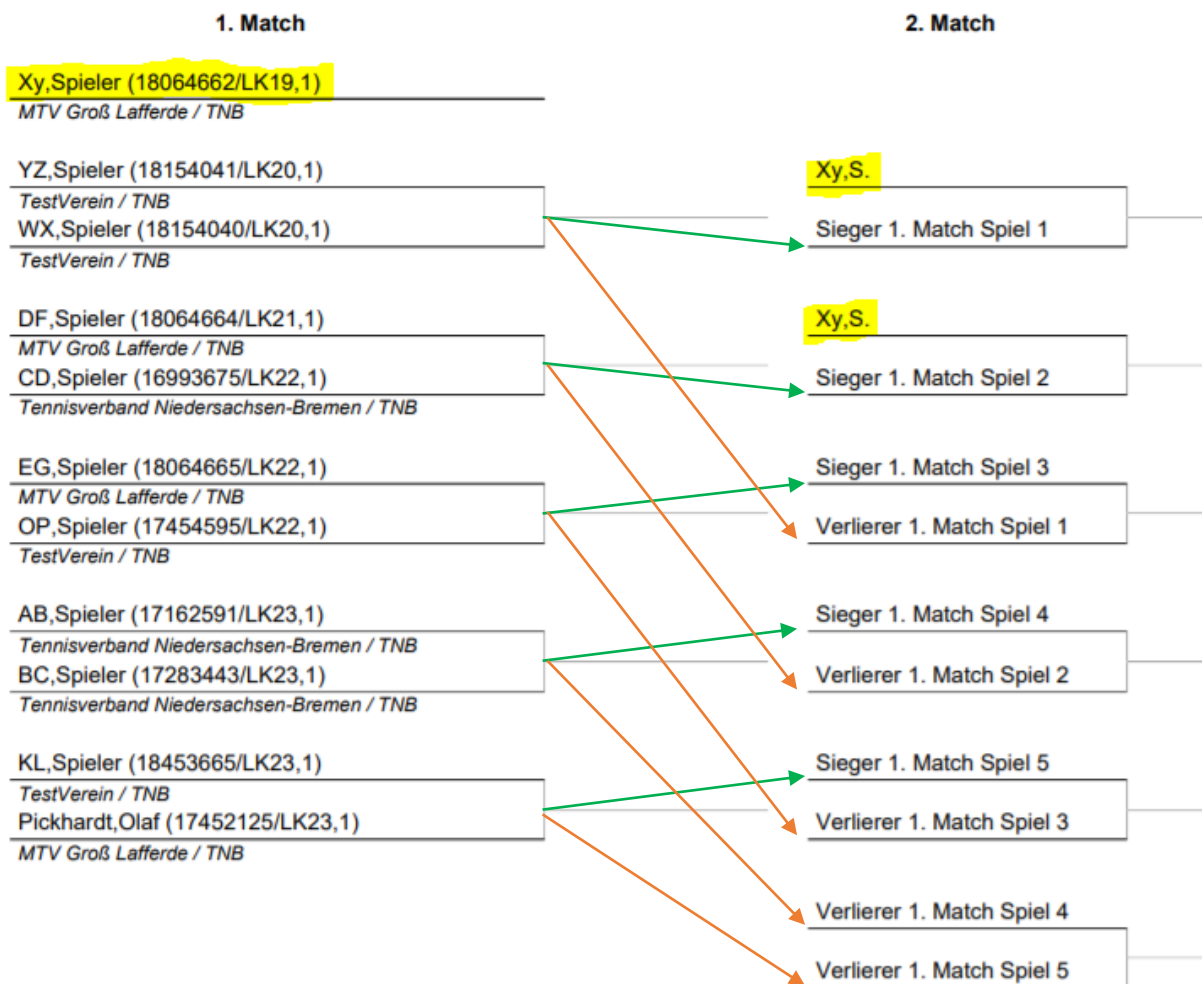 1. Match
Xy,Spieler (18064662/LK19,1)
MTV Groß Lafferde / TNB
YZ,Spieler (18154041/LK20,1)
TestVerein / TNB
WX,Spieler (18154040/LK20,1)
TestVerein / TNB
DF,Spieler (18064664/LK21,1)
MTV Groß Lafferde / TNB
CD,Spieler (16993675/LK22,1)
Tennisverband Niedersachsen-Bremen / TNB
EG,Spieler (18064665/LK22,1)
MTV Groß Lafferde / TNB
OP,Spieler (17454595/LK22,1)
TestVerein / TNB
AB,Spieler (17162591/LK23,1)
Tennisverband Niedersachsen-Bremen / TNB
BC,Spieler (17283443/LK23,1)
Tennisverband Niedersachsen-Bremen / TNB
KL,Spieler (18453665/LK23,1)
TestVerein / TNB
Pickhardt,Olaf (17452125/LK23,1)
MTV Groß Lafferde / TNB
2. Match
Xy,S.
Sieger 1. Match Spiel 1
Xy,S.
Sieger 1. Match Spiel 2
Sieger 1. Match Spiel 3
Verlierer 1. Match Spiel 1
Sieger 1. Match Spiel 4
Verlierer 1. Match Spiel 2
Sieger 1. Match Spiel 5
Verlierer 1. Match Spiel 3
Verlierer 1. Match Spiel 4
Verlierer 1. Match Spiel 5